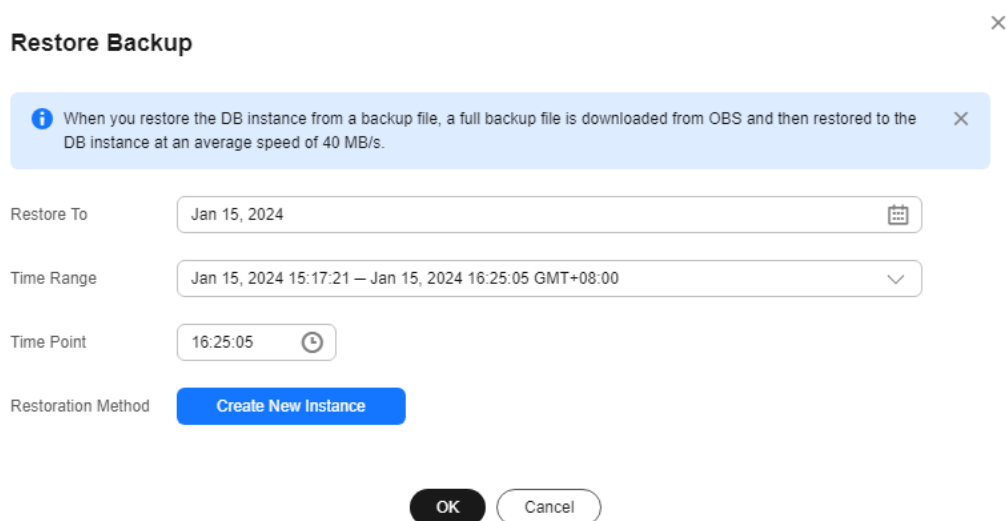 Restore Backup
When you restore the DB instance from a backup file, a full backup file is downloaded from OBS and then restored to the
DB instance at an average speed of 40 MB/s.
Restore To
Jan 15, 2024
Time Range
Jan 15, 2024 15:17:21 — Jan 15, 2024 16:25:05 GMT+08:00
Time Point
16:25:05
Restoration Method
Create New Instance
OK
Cancel